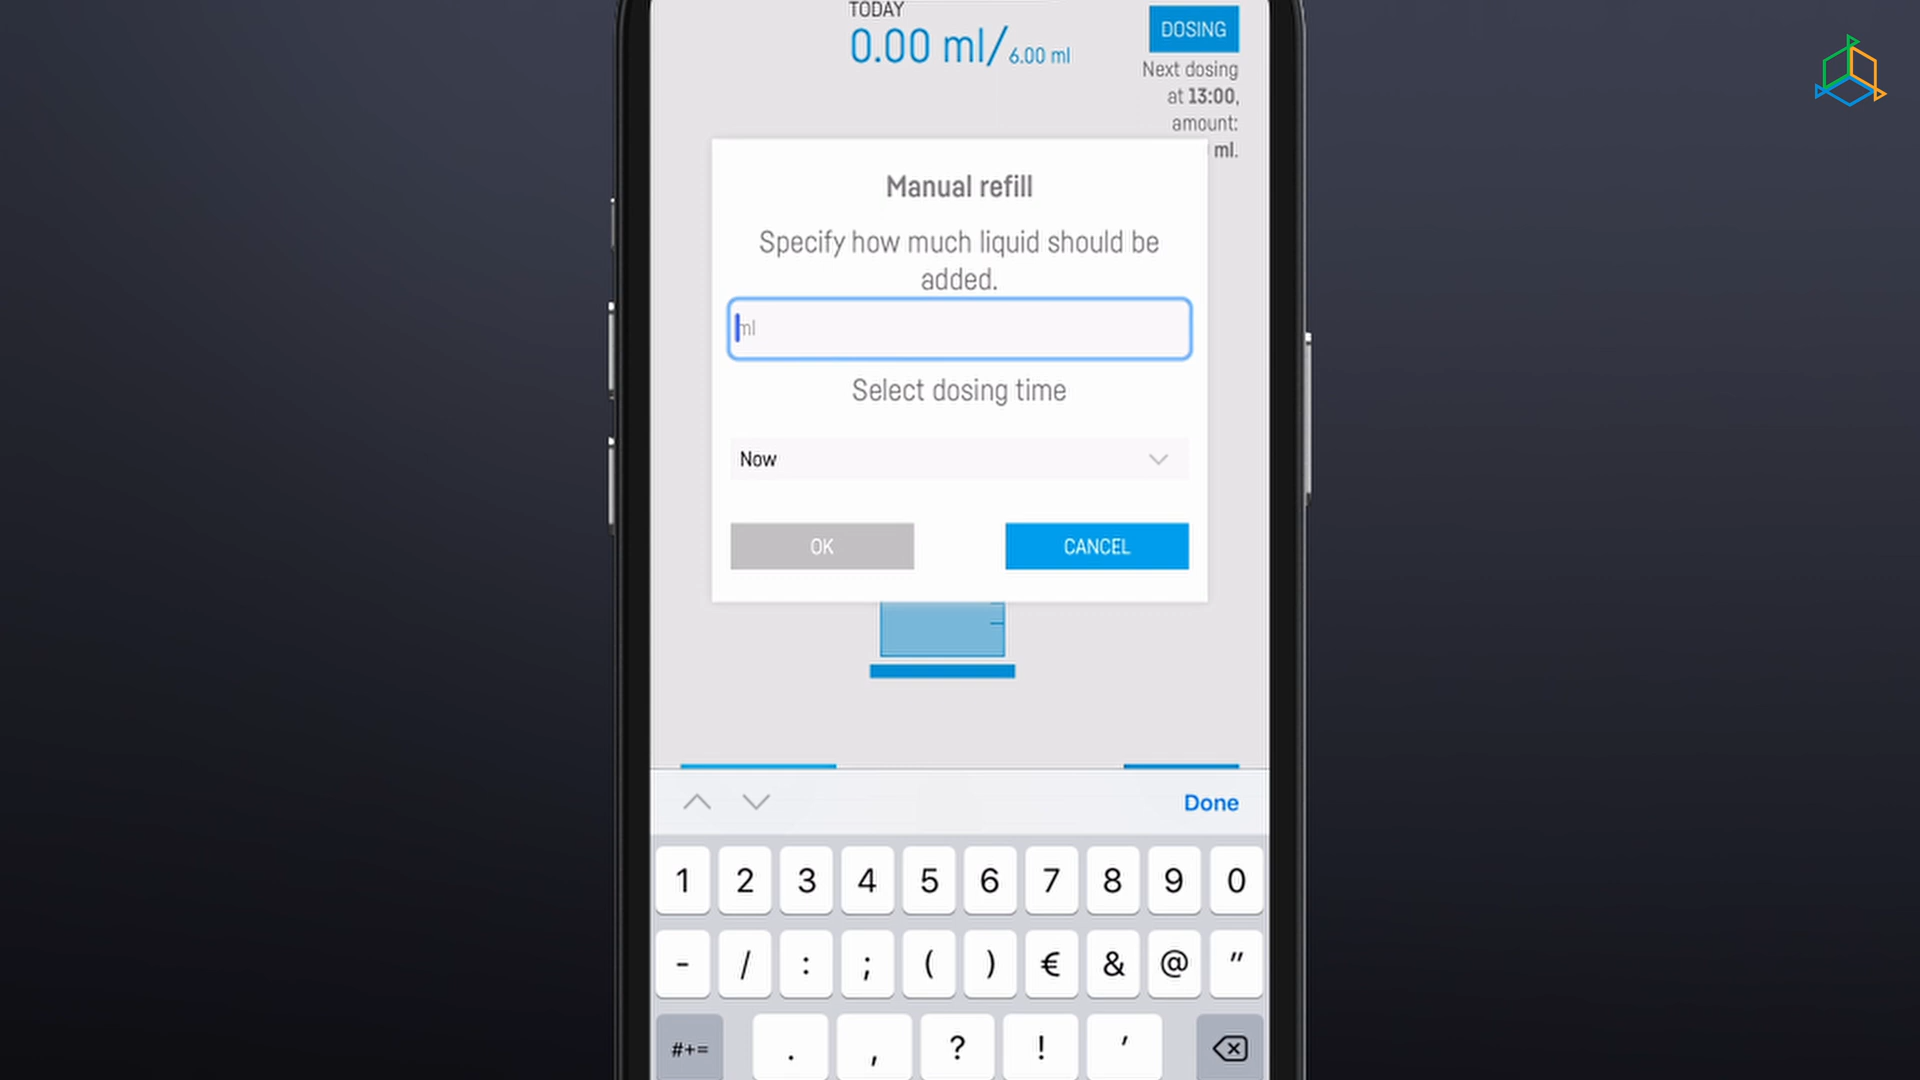 TODAY
0.00 ml/ 6.00 ml
DOSING
Next dosing
at 13:00,
amount:
ml.
Manual refill
Specify how much liquid should be
added.
ml
Select dosing time
Now
OK CANCEL
Done
1 2 3 4 5 6 7 8 9 0
- / : ; ( ) € & @ "
#+= . , ? ! '